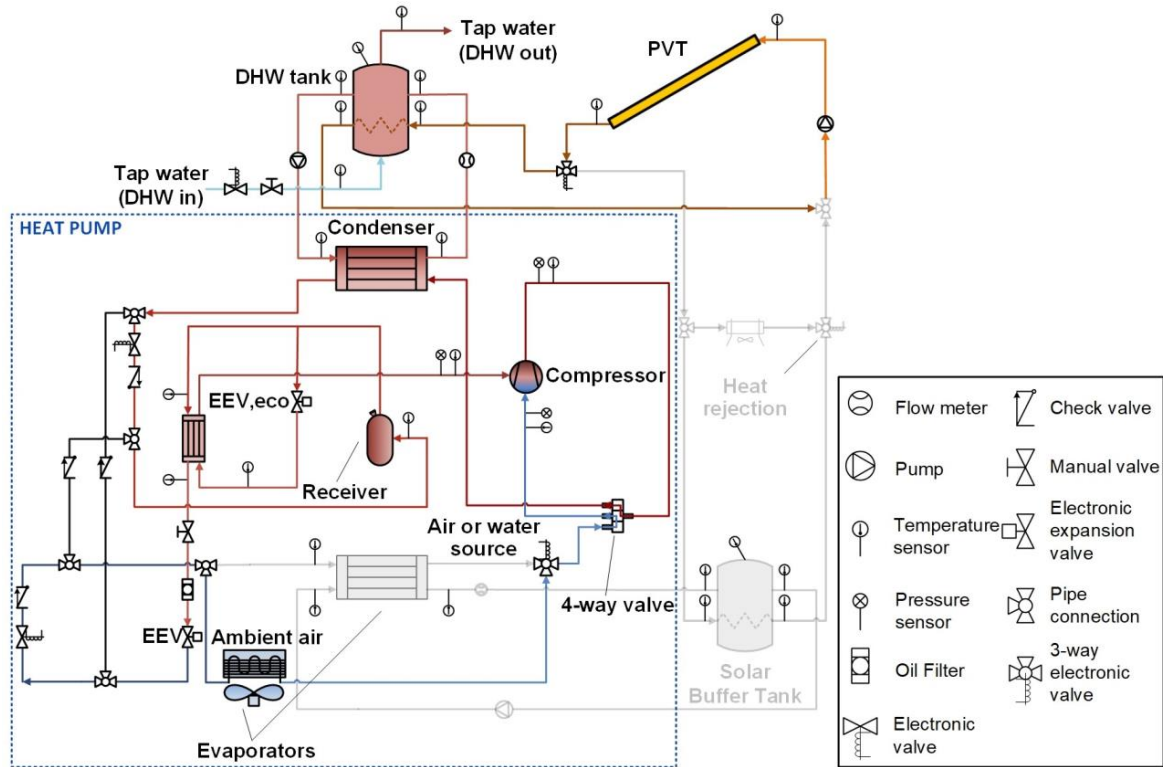 Tap water
(DHW out)
PVT
DHW tank
Tap water
(DHW in)
HEAT PUMP
Condenser
Compressor
EEV,eco
Heat
rejection
Receiver
Air or water
source
4-way valve
EEV
Ambient air
Solar
Buffer Tank
Evaporators
Flow meter
Check valve
Pump
Manual valve
Temperature
sensor
Electronic
expansion
valve
Pressure
sensor
Pipe
connection
Oil Filter
3-way
electronic
valve
Electronic
valve